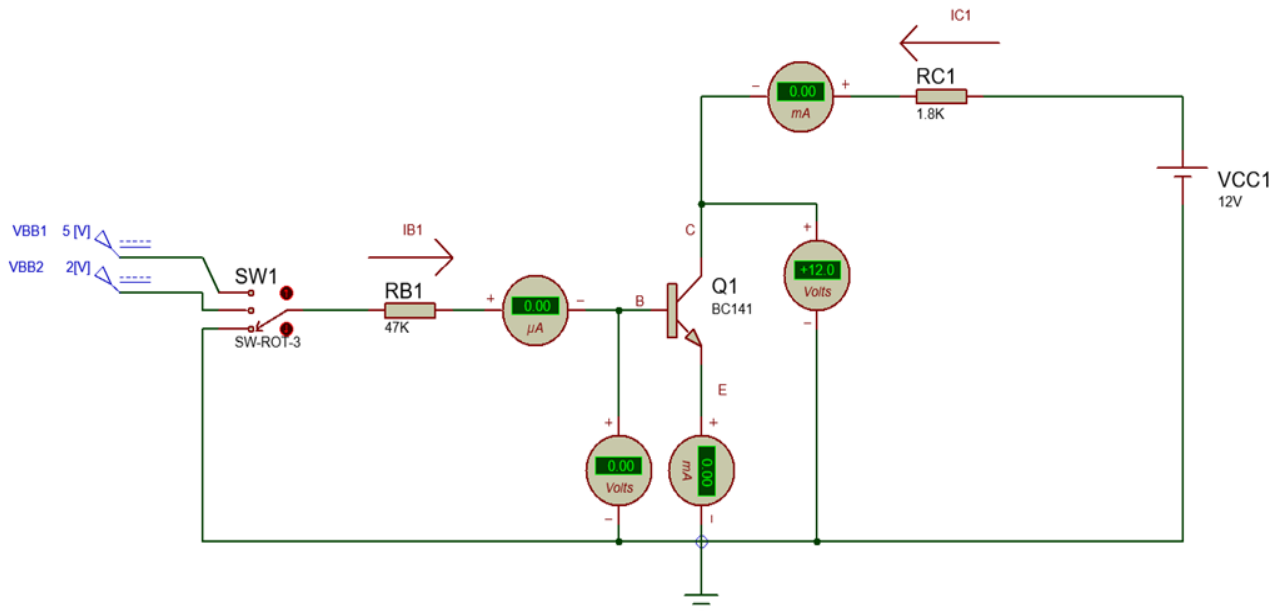 IC1
RC1
1.8K
- 0.00 +
mA
VCC1
12V
VBB1 5 [V]
VBB2 2[V]
SW1
SW-ROT-3
IB1
RB1
47K
+ 0.00 -
µA
B
C
E
Q1
BC141
+
+12.0
Volts
-
+
0.00
Volts
-
+
0.00
mA
-